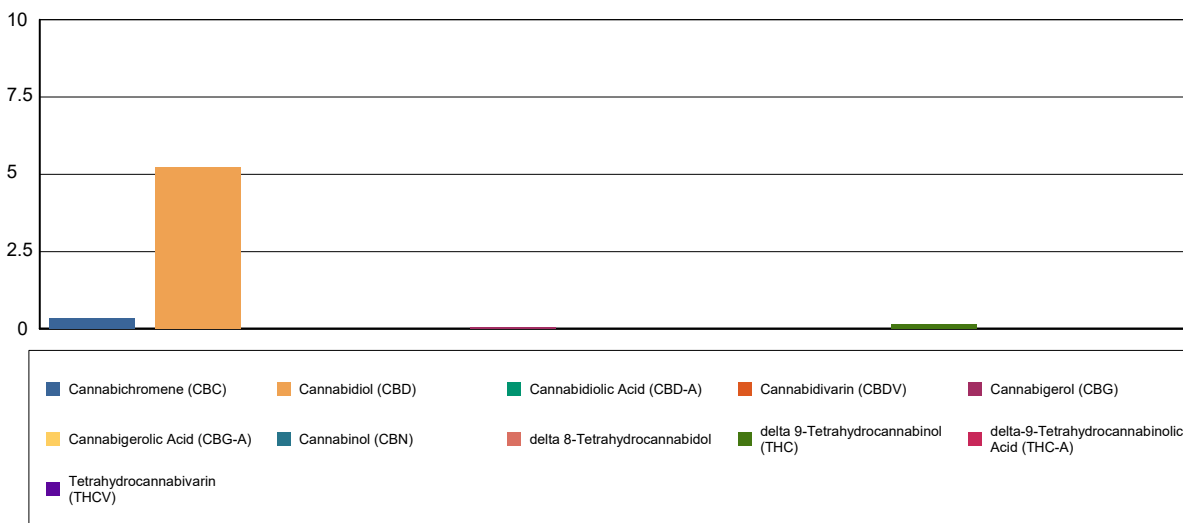 10
7.5
5
2.5
0
Cannabichromene (CBC)
Cannabidiol (CBD)
Cannabidiolic Acid (CBD-A)
Cannabidivarin (CBDV)
Cannabigerol (CBG)
Cannabigerolic Acid (CBG-A)
Cannabinol (CBN)
delta 8-Tetrahydrocannabidol
delta 9-Tetrahydrocannabinol
(THC)
delta-9-Tetrahydrocannabinolic
Acid (THC-A)
Tetrahydrocannabivarin
(THCV)